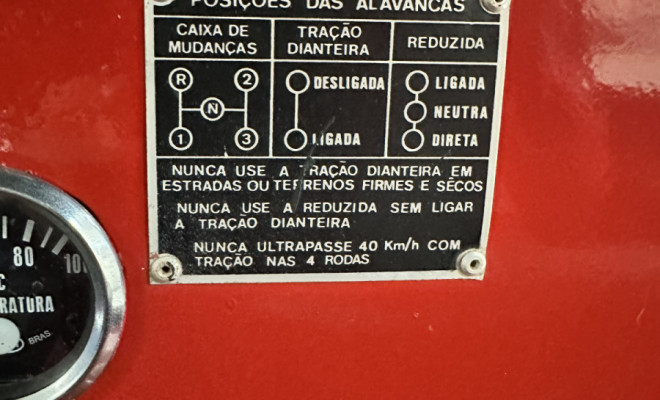 POSIÇÕES DAS ALAVANCAS
CAIXA DE
MUDANÇAS
TRAÇÃO
DIANTEIRA
REDUZIDA
R 2
N
1 3
DESLIGADA
LIGADA
LIGADA
NEUTRA
DIRETA
NUNCA USE A TRAÇÃO DIANTEIRA EM
ESTRADAS OU TERRENOS FIRMES E SÊCOS
NUNCA USE A REDUZIDA SEM LIGAR
A TRAÇÃO DIANTEIRA
NUNCA ULTRAPASSE 40 Km/h COM
TRAÇÃO NAS 4 RODAS
80 100
C
RATURA
BRAS.